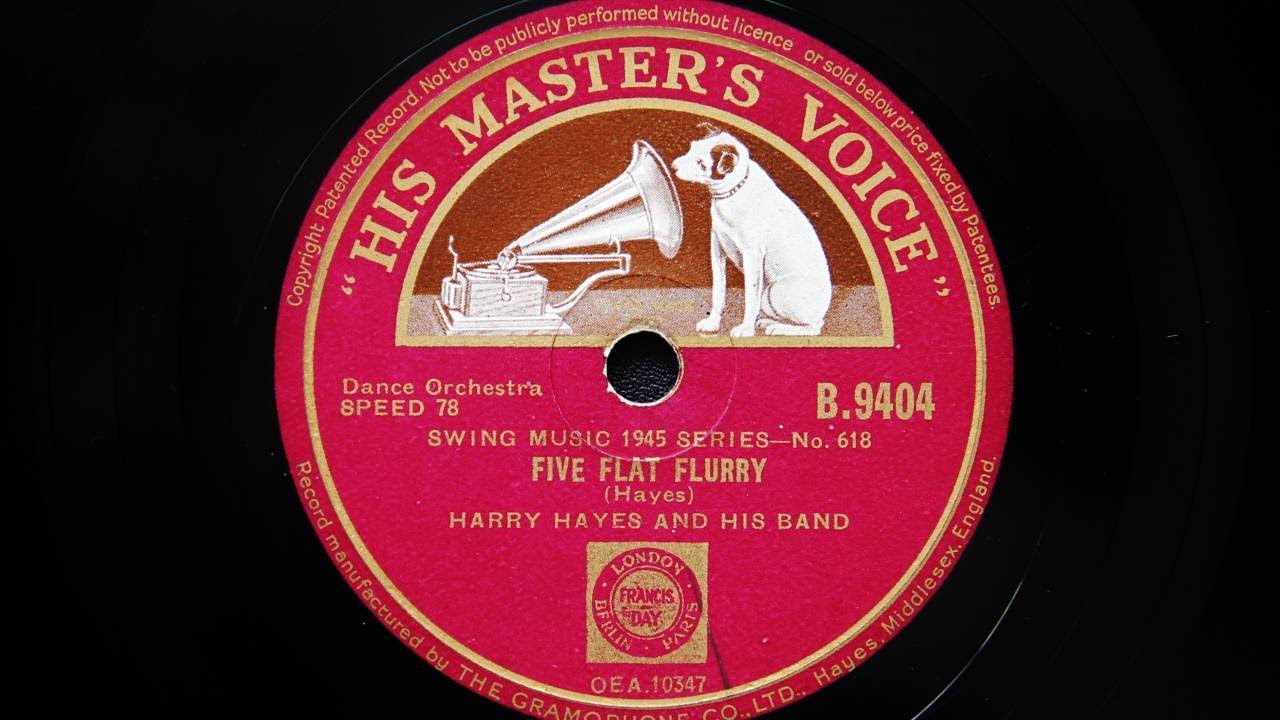 Copyright Patented Record. Not to be publicly performed without licence or sold below price fixed by Patentees.
"HIS MASTER'S VOICE"
Dance Orchestra
SPEED 78
B.9404
SWING MUSIC 1945 SERIES—No. 618
FIVE FLAT FLURRY
(Hayes)
HARRY HAYES AND HIS BAND
LONDON
FRANCIS
DAY
BERLIN · PARIS
OEA.10347
Record manufactured by THE GRAMOPHONE CO., LTD., Hayes, Middlesex, England.